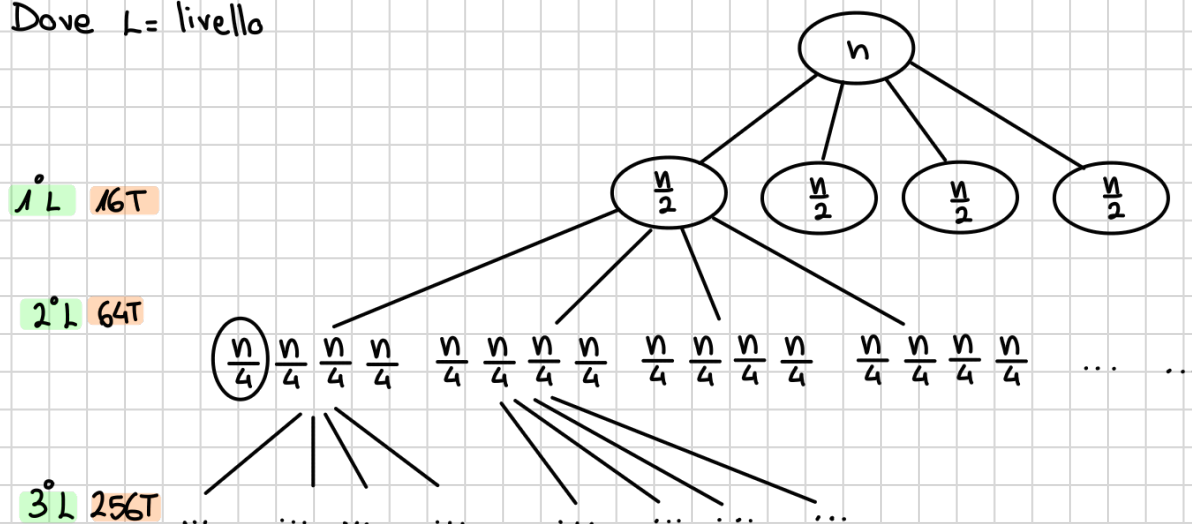 Dove L= livello
n
1°L 16T n/2 n/2 n/2 n/2
2°L 64T
n/4 n/4 n/4 n/4 n/4 n/4 n/4 n/4 n/4 n/4 n/4 n/4 n/4 n/4 n/4 n/4 ... ..
3°L 256T ... ... ... ... ... ... ... ...